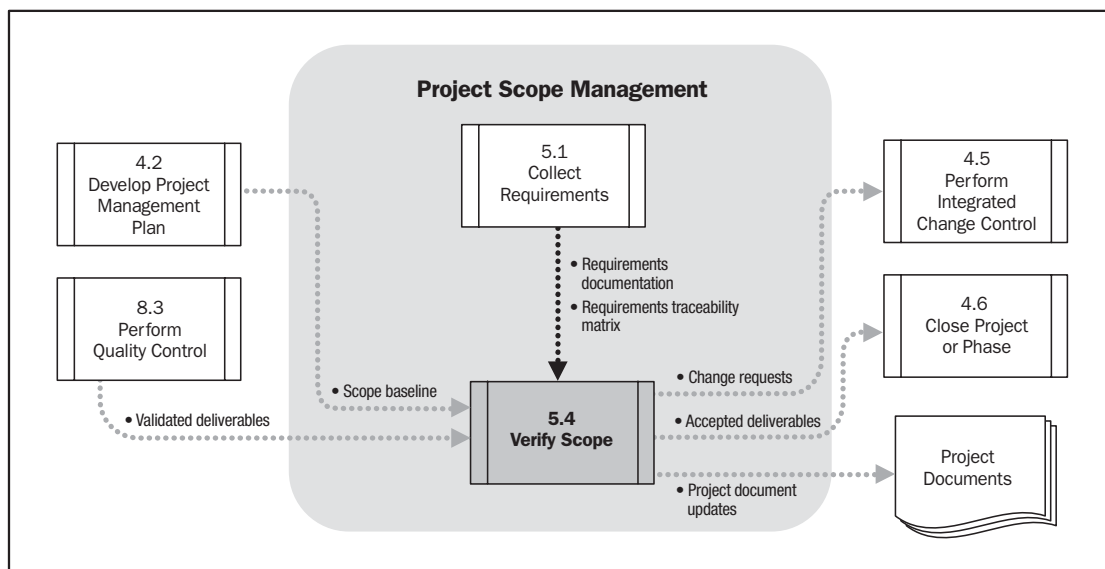 Project Scope Management
4.2
Develop Project
Management
Plan
5.1
Collect
Requirements
4.5
Perform
Integrated
Change Control
• Requirements
documentation
• Requirements traceability
matrix
8.3
Perform
Quality Control
4.6
Close Project
or Phase
• Scope baseline
• Change requests
• Validated deliverables
5.4
Verify Scope
• Accepted deliverables
• Project document
updates
Project
Documents